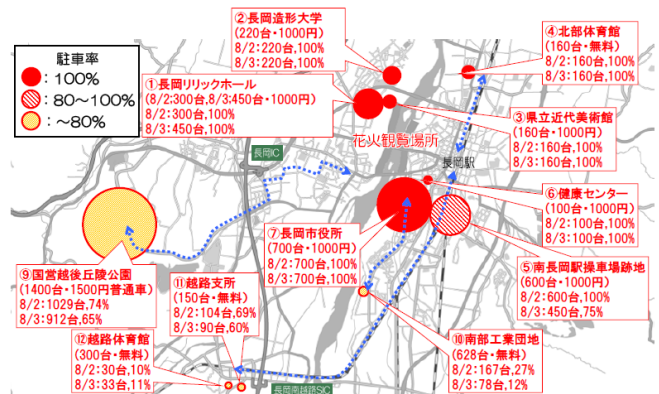 駐車率
：100%
：80～100%
：～80%
②長岡造形大学
(220台・1000円)
8/2:220台,100%
8/3:220台,100%
④北部体育館
(160台・無料)
8/2:160台,100%
8/3:160台,100%
①長岡リリックホール
(8/2:300台,8/3:450台・1000円)
8/2:300台,100%
8/3:450台,100%
③県立近代美術館
(160台・1000円)
8/2:160台,100%
8/3:160台,100%
花火観覧場所
長岡IC
長岡駅
⑥健康センター
(100台・1000円)
8/2:100台,100%
8/3:100台,100%
⑦長岡市役所
(700台・1000円)
8/2:700台,100%
8/3:700台,100%
⑤南長岡駅操車場跡地
(600台・1000円)
8/2:600台,100%
8/3:450台,75%
⑨国営越後丘陵公園
(1400台・1500円普通車)
8/2:1029台,74%
8/3:912台,65%
⑪越路支所
(150台・無料)
8/2:104台,69%
8/3:90台,60%
⑩南部工業団地
(628台・無料)
8/2:167台,27%
8/3:78台,12%
⑫越路体育館
(300台・無料)
8/2:30台,10%
8/3:33台,11%
長岡南越路SIC